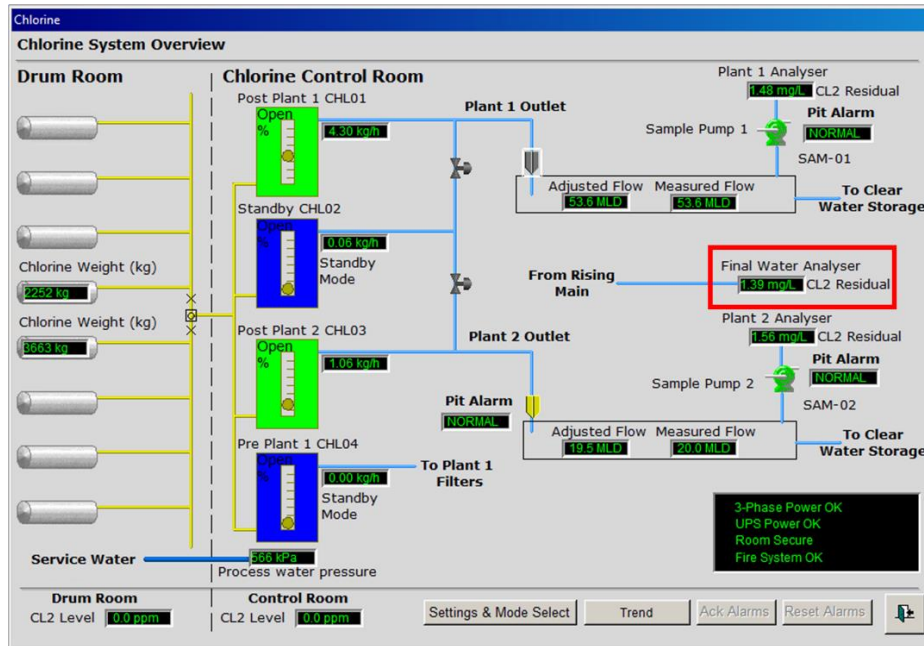 Chlorine
Chlorine System Overview
Drum Room
Chlorine Control Room
Post Plant 1 CHL01
Open
%
4.30 kg/h
Plant 1 Outlet
Plant 1 Analyser
1.48 mg/L CL2 Residual
Pit Alarm
NORMAL
Sample Pump 1
SAM-01
Adjusted Flow Measured Flow
53.6 MLD 53.6 MLD
To Clear
Water Storage
Standby CHL02
Open
%
0.06 kg/h
Standby
Mode
Chlorine Weight (kg)
2252 kg
Chlorine Weight (kg)
3663 kg
From Rising
Main
Final Water Analyser
1.39 mg/L CL2 Residual
Post Plant 2 CHL03
Open
%
1.06 kg/h
Plant 2 Outlet
Plant 2 Analyser
1.56 mg/L CL2 Residual
Pit Alarm
NORMAL
Sample Pump 2
SAM-02
Pit Alarm
NORMAL
Adjusted Flow Measured Flow
19.5 MLD 20.0 MLD
To Clear
Water Storage
Pre Plant 1 CHL04
Open
%
0.00 kg/h
Standby
Mode
To Plant 1
Filters
3-Phase Power OK
UPS Power OK
Room Secure
Fire System OK
Service Water
566 kPa
Process water pressure
Drum Room
CL2 Level 0.0 ppm
Control Room
CL2 Level 0.0 ppm
Settings & Mode Select
Trend
Ack Alarms
Reset Alarms